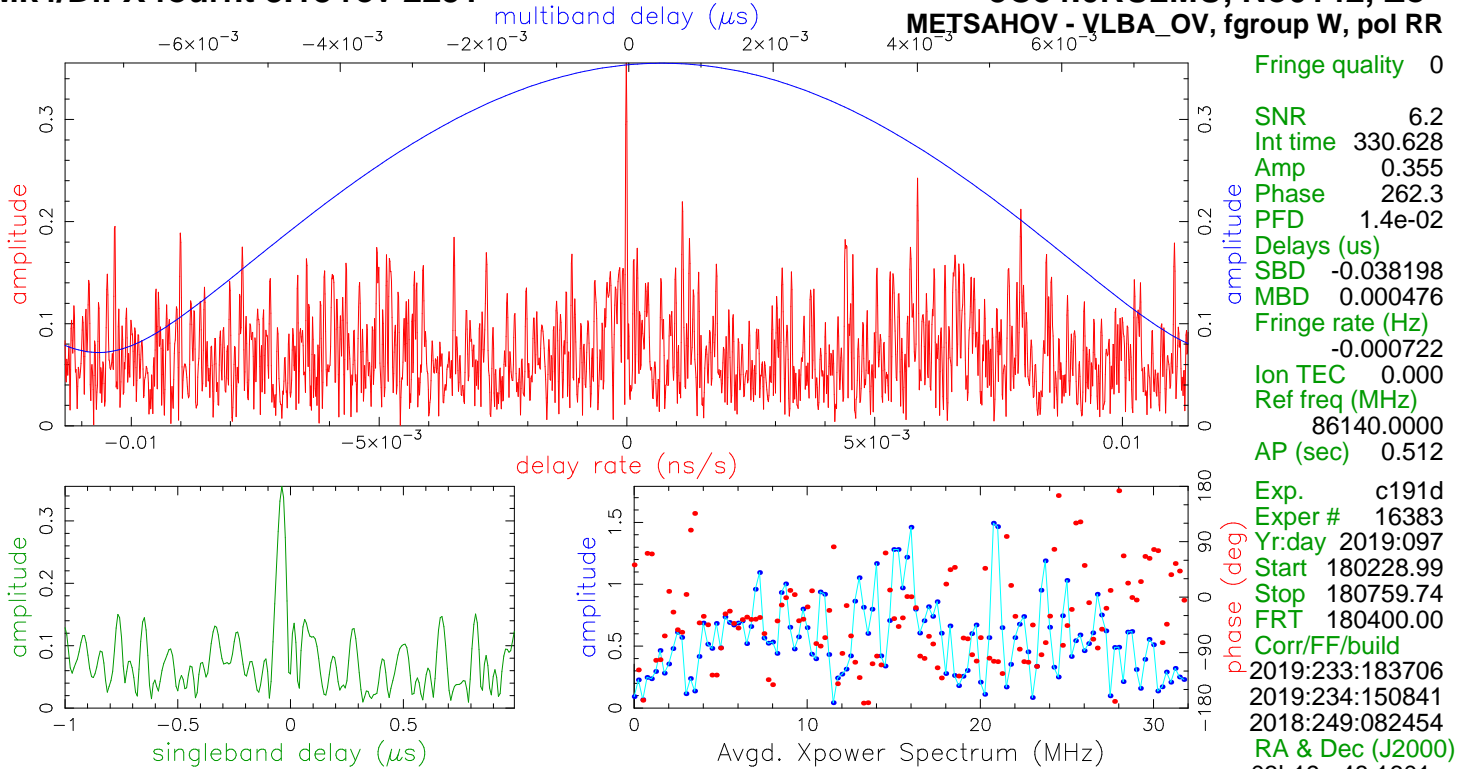 METSAHOV - VLBA_OV, fgroup W, pol RR
multiband delay (μs)
−6×10⁻³ −4×10⁻³ −2×10⁻³ 0 2×10⁻³ 4×10⁻³ 6×10⁻³
amplitude
0 0.1 0.2 0.3
0 0.1 0.2 0.3
amplitude
−0.01 −5×10⁻³ 0 5×10⁻³ 0.01
delay rate (ns/s)
Fringe quality 0
SNR 6.2
Int time 330.628
Amp 0.355
Phase 262.3
PFD 1.4e-02
Delays (us)
SBD -0.038198
MBD 0.000476
Fringe rate (Hz)
-0.000722
Ion TEC 0.000
Ref freq (MHz)
86140.0000
AP (sec) 0.512
Exp. c191d
Exper # 16383
Yr:day 2019:097
Start 180228.99
Stop 180759.74
FRT 180400.00
Corr/FF/build
2019:233:183706
2019:234:150841
2018:249:082454
RA & Dec (J2000)
amplitude
0 0.1 0.2 0.3
−1 −0.5 0 0.5
singleband delay (μs)
amplitude
0 0.5 1 1.5
0 10 20 30
Avgd. Xpower Spectrum (MHz)
−180 −90 0 90 180
phase (deg)